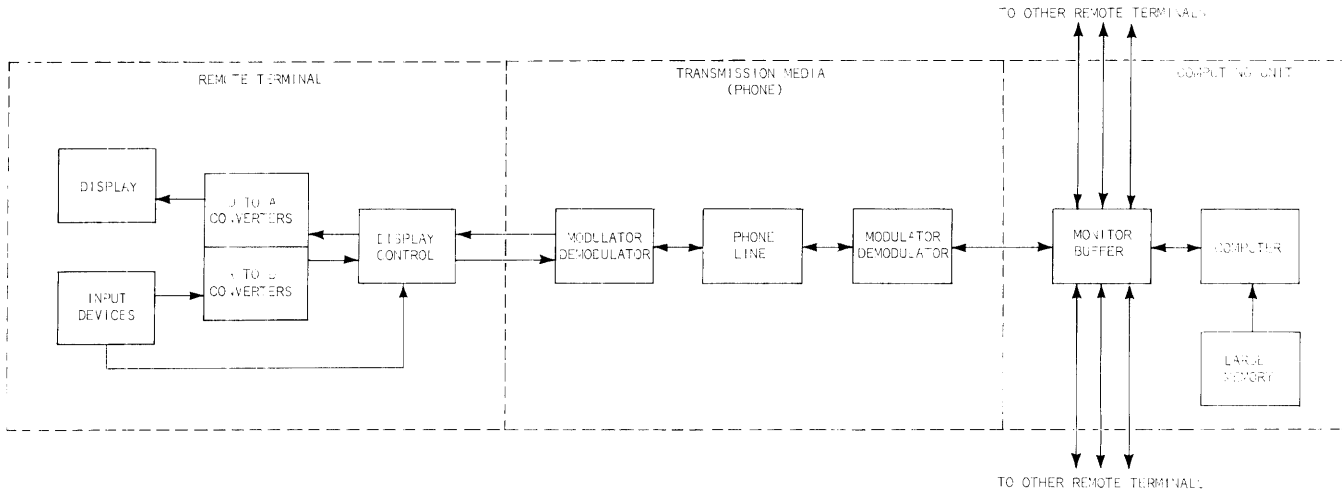 TO OTHER REMOTE TERMINALS
REMOTE TERMINAL
TRANSMISSION MEDIA
(PHONE)
COMPUTING UNIT
DISPLAY
D TO A
CONVERTERS
A TO D
CONVERTERS
INPUT
DEVICES
DISPLAY
CONTROL
MODULATOR
DEMODULATOR
PHONE
LINE
MODULATOR
DEMODULATOR
MONITOR
BUFFER
COMPUTER
LARGE
MEMORY
TO OTHER REMOTE TERMINALS